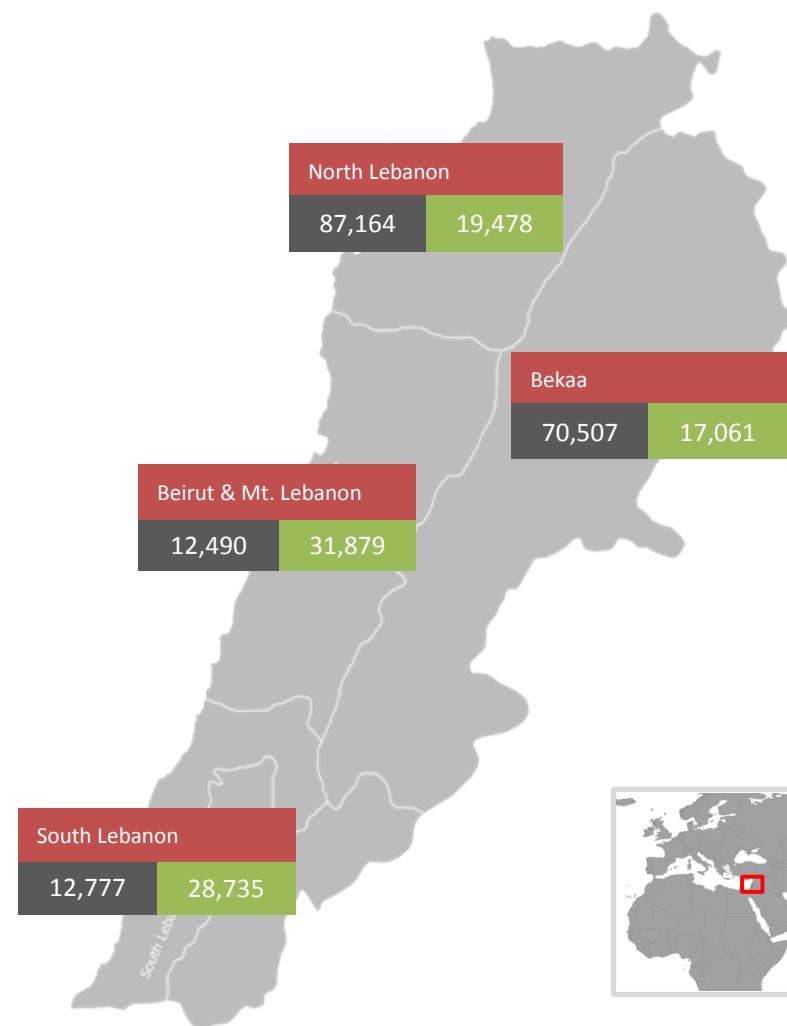 North Lebanon
87,164 19,478
Bekaa
70,507 17,061
Beirut & Mt. Lebanon
12,490 31,879
South Lebanon
12,777 28,735
South